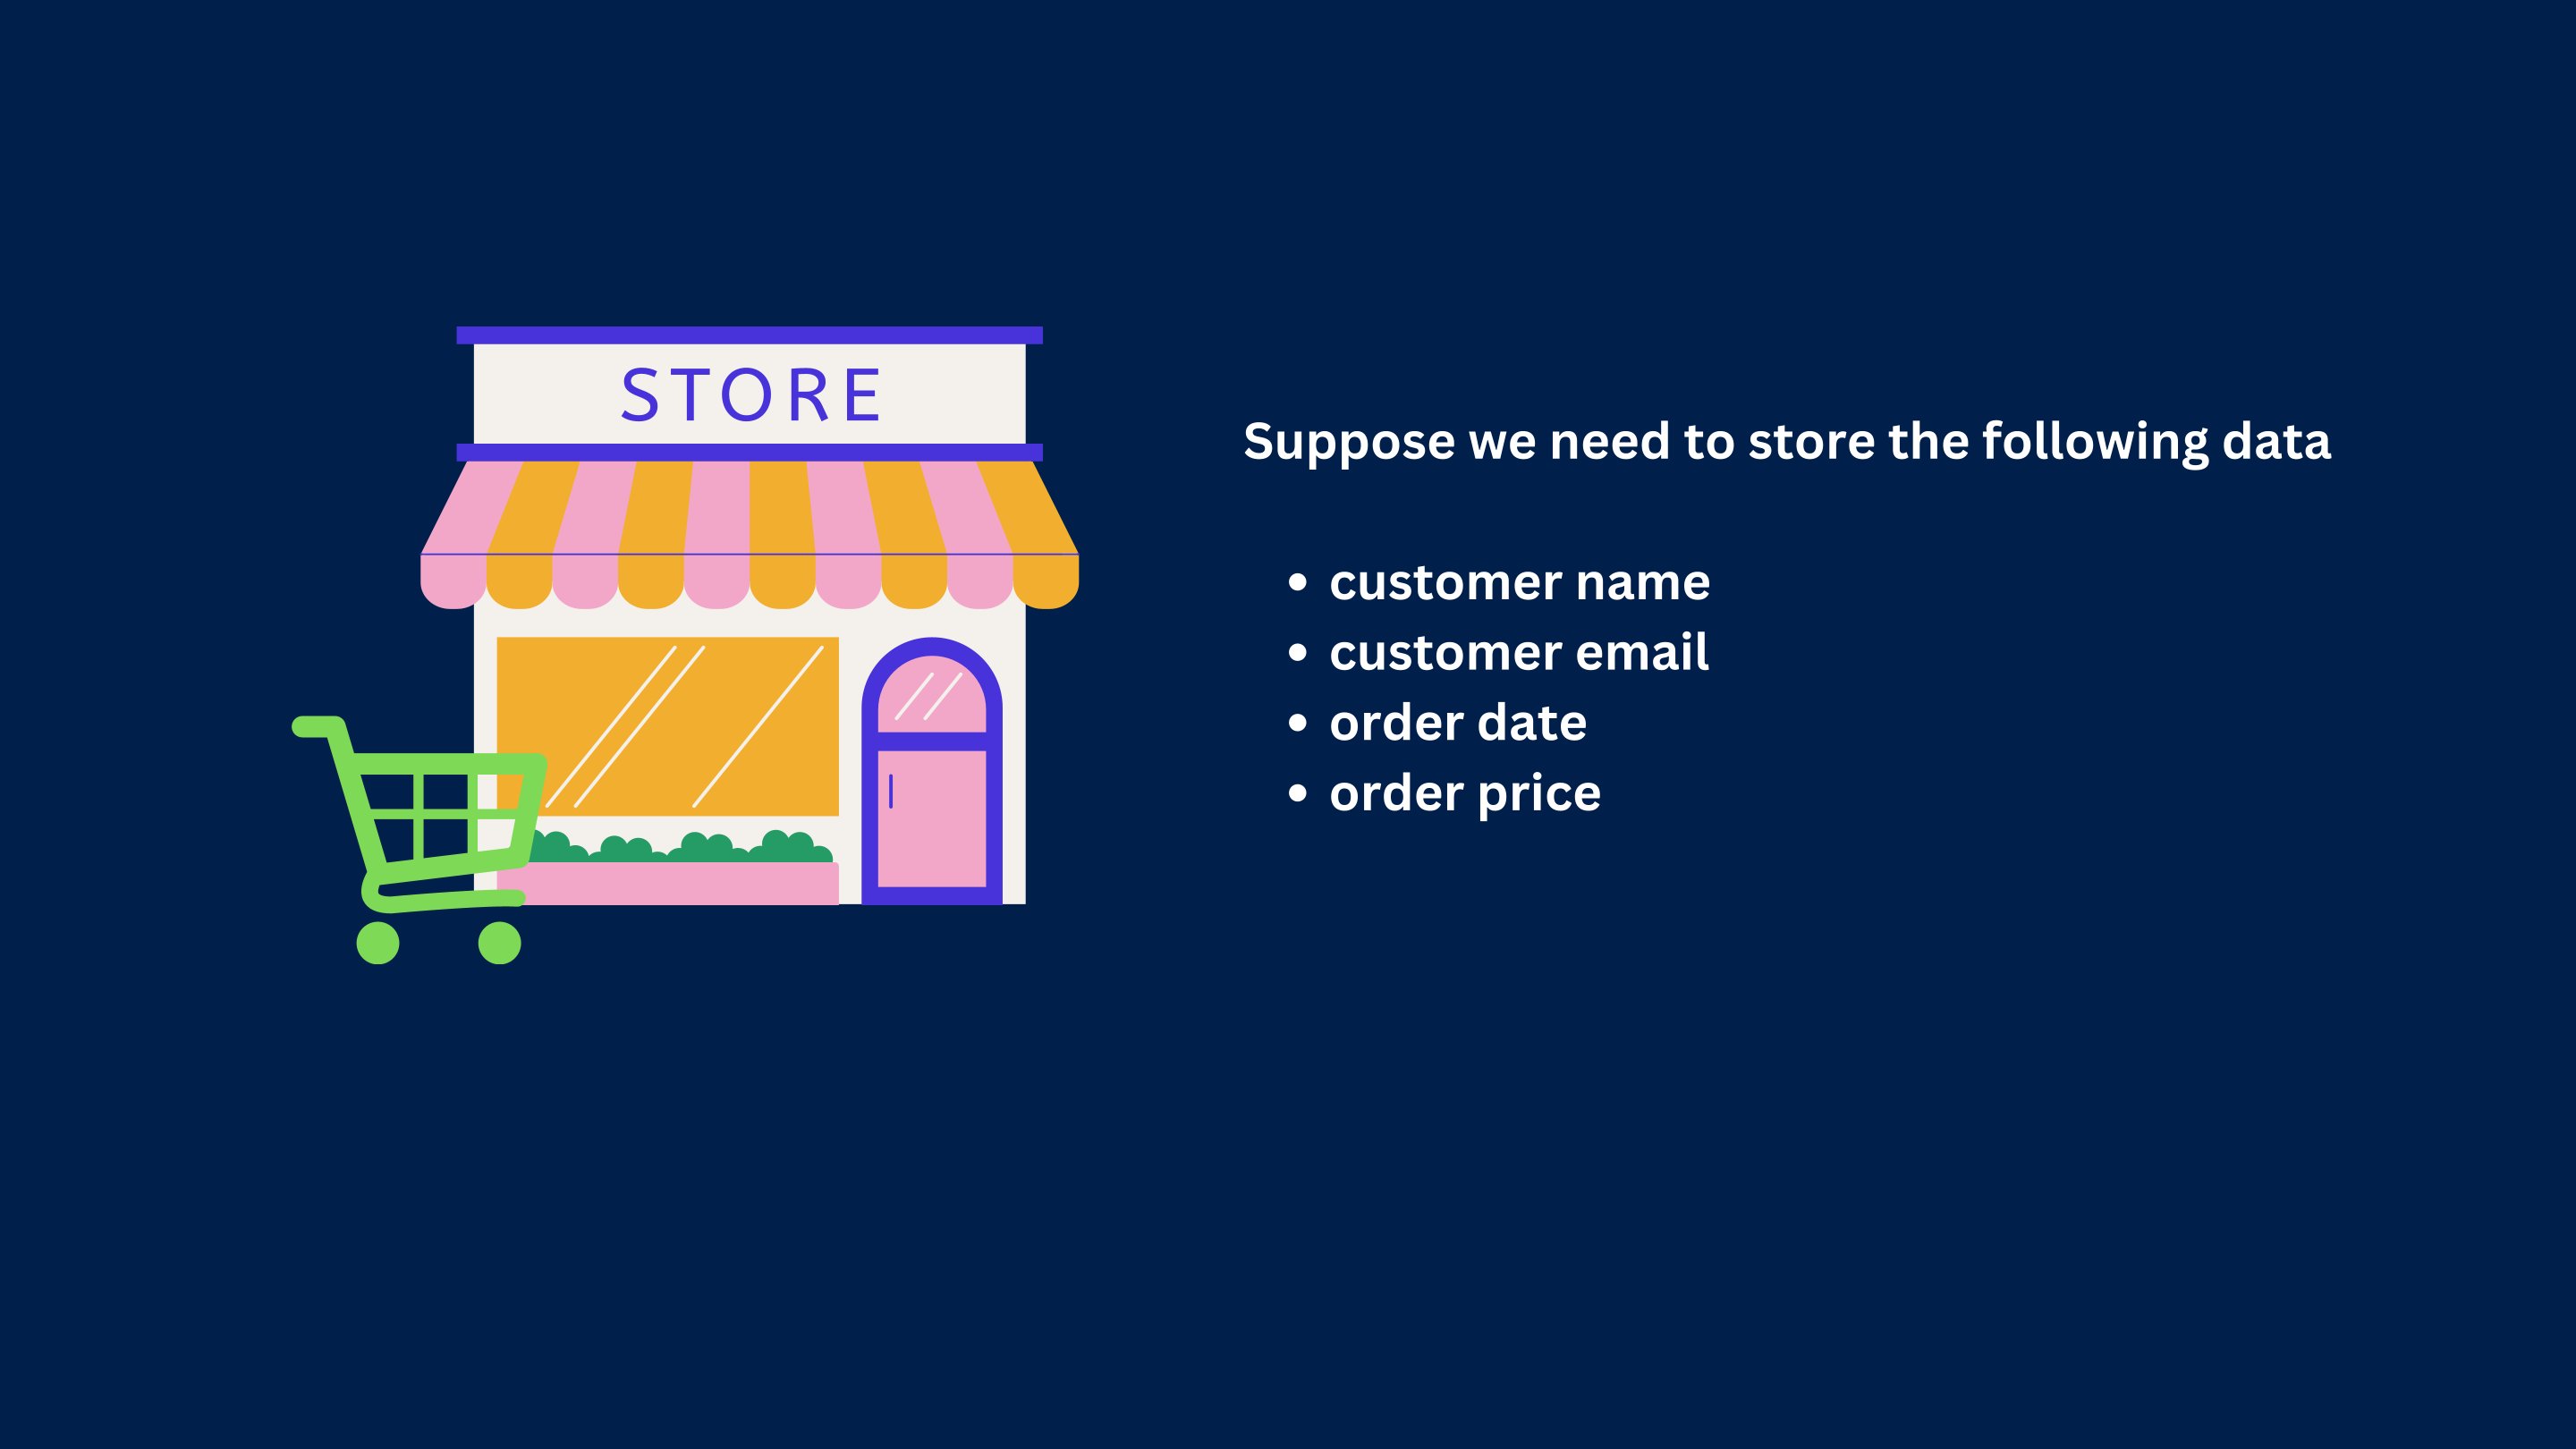 STORE
Suppose we need to store the following data
customer name
customer email
order date
order price